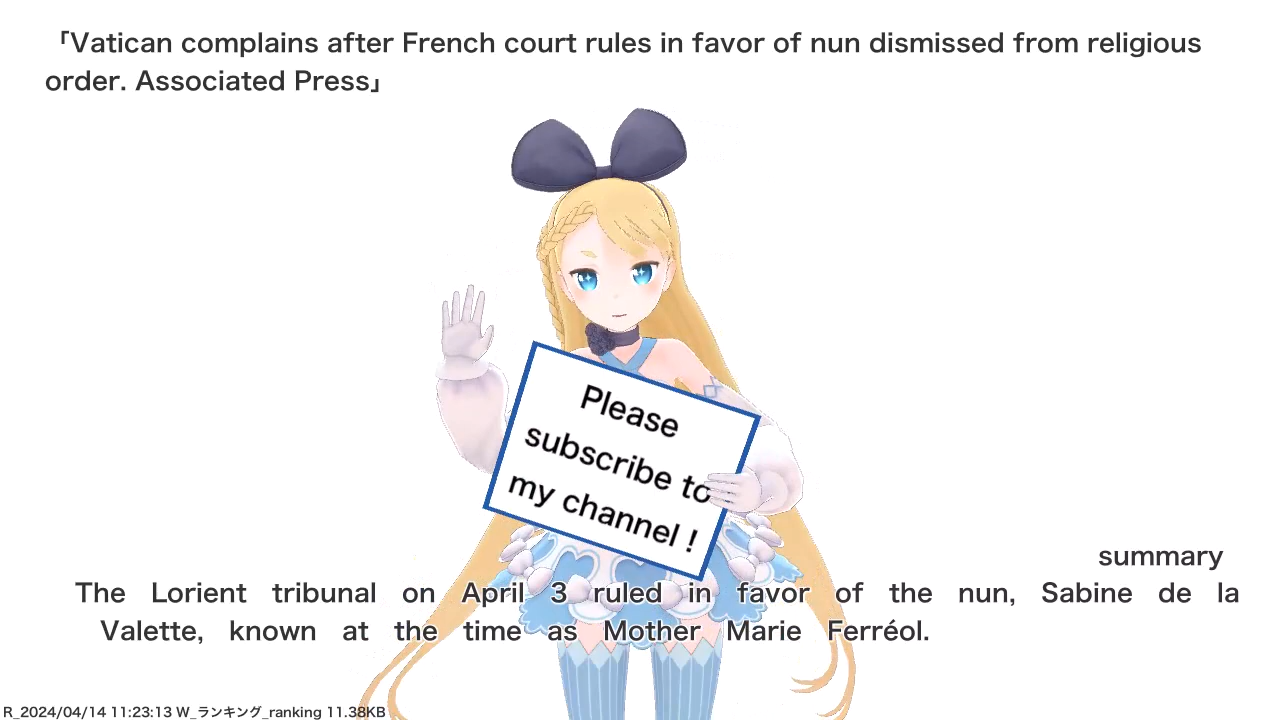 「Vatican complains after French court rules in favor of nun dismissed from religious
order. Associated Press」
Please
subscribe to
my channel !
summary
The Lorient tribunal on April 3 ruled in favor of the nun, Sabine de la
Valette, known at the time as Mother Marie Ferréol.
R_2024/04/14 11:23:13 W_ランキング_ranking 11.38KB